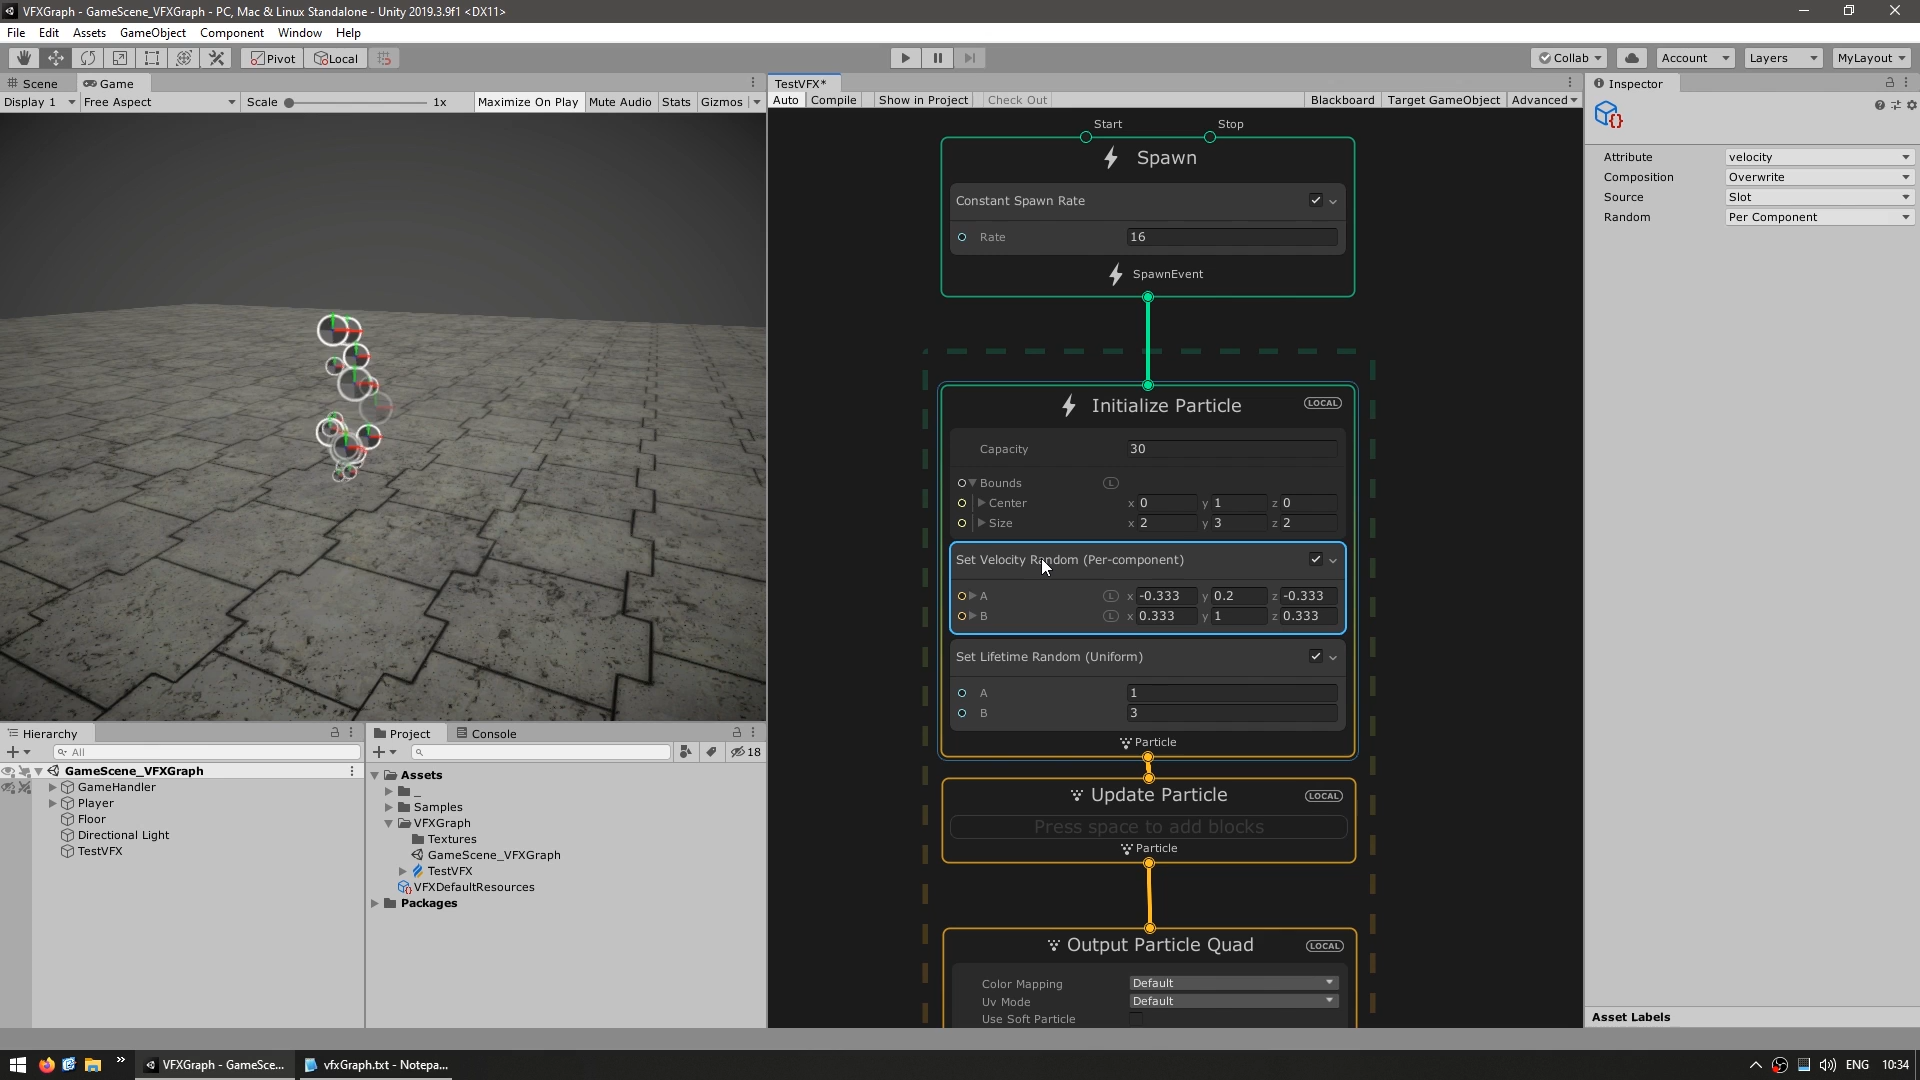 VFXGraph - GameScene_VFXGraph - PC, Mac & Linux Standalone - Unity 2019.3.9f1 <DX11>
File Edit Assets GameObject Component Window Help
Pivot Local Collab Account Layers MyLayout
Scene Game
Display 1 Free Aspect Scale 1x Maximize On Play Mute Audio Stats Gizmos
TestVFX*
Auto Compile Show in Project Check Out Blackboard Target GameObject Advanced
Start Stop
Spawn
Constant Spawn Rate
Rate 16
SpawnEvent
Initialize Particle LOCAL
Capacity 30
Bounds L
Center x 0 y 1 z 0
Size x 2 y 3 z 2
Set Velocity Random (Per-component)
A L x -0.333 y 0.2 z -0.333
B L x 0.333 y 1 z 0.333
Set Lifetime Random (Uniform)
A 1
B 3
Particle
Update Particle LOCAL
Press space to add blocks
Particle
Output Particle Quad LOCAL
Color Mapping Default
Uv Mode Default
Use Soft Particle
Inspector
Attribute velocity
Composition Overwrite
Source Slot
Random Per Component
Asset Labels
Hierarchy
All
GameScene_VFXGraph
GameHandler
Player
Floor
Directional Light
TestVFX
Project Console
18
Assets
_
Samples
VFXGraph
Textures
GameScene_VFXGraph
TestVFX
VFXDefaultResources
Packages
VFXGraph - GameSce... vfxGraph.txt - Notepa... ENG 10:34